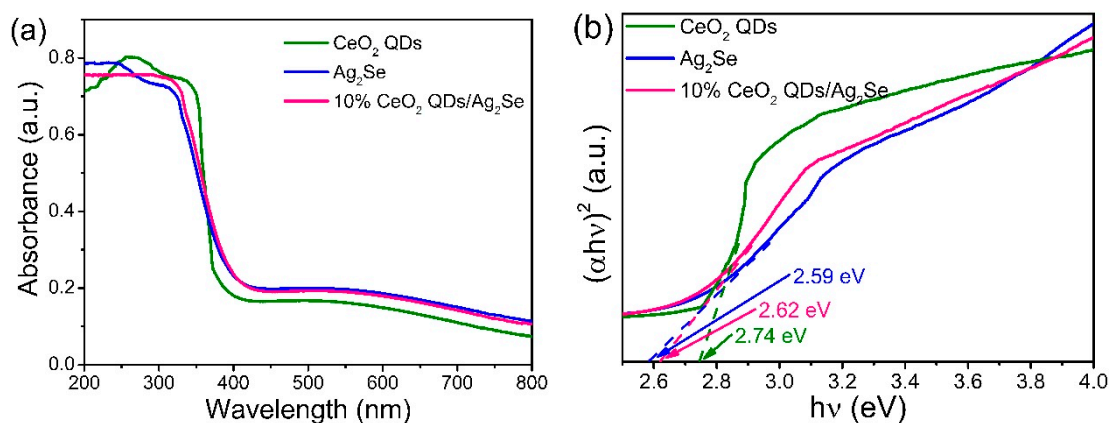 (a)
CeO₂ QDs
Ag₂Se
10% CeO₂ QDs/Ag₂Se
Absorbance (a.u.)
0.8
0.6
0.4
0.2
0.0
200 300 400 500 600 700 800
Wavelength (nm)
(b)
CeO₂ QDs
Ag₂Se
10% CeO₂ QDs/Ag₂Se
(αhν)² (a.u.)
2.59 eV
2.62 eV
2.74 eV
2.6 2.8 3.0 3.2 3.4 3.6 3.8 4.0
hν (eV)